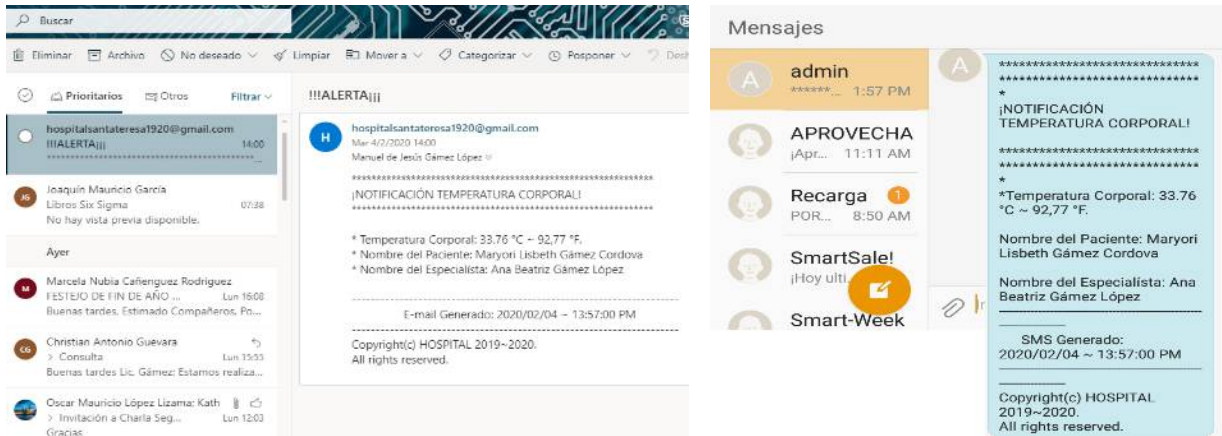 Buscar
Eliminar Archivo No deseado Limpiar Mover a Categorizar Posponer
Prioritarios Otros Filtrar
hospitalsantateresa1920@gmail.com
!!!ALERTA¡¡¡ 14:00
**********************************************...
JG
Joaquín Mauricio García
Libros Six Sigma 07:38
No hay vista previa disponible.
Ayer
M
Marcela Nubia Cañenguez Rodriguez
FESTEJO DE FIN DE AÑO ... Lun 16:08
Buenas tardes, Estimado Compañeros, Po...
CG
Christian Antonio Guevara
> Consulta Lun 15:55
Buenas tardes Lic. Gámez: Estamos realiza...
Oscar Mauricio López Lizama; Kath
> Invitación a Charla Seg... Lun 12:03
Gracias
!!!ALERTA¡¡¡
H
hospitalsantateresa1920@gmail.com
Mar 4/2/2020 14:00
Manuel de Jesús Gámez López
************************************************************
¡NOTIFICACIÓN TEMPERATURA CORPORAL!
************************************************************
* Temperatura Corporal: 33.76 °C ~ 92,77 °F.
* Nombre del Paciente: Maryori Lisbeth Gámez Cordova
* Nombre del Especialista: Ana Beatriz Gámez López
------------------------------------------------------------
E-mail Generado: 2020/02/04 ~ 13:57:00 PM
------------------------------------------------------------
Copyright(c) HOSPITAL 2019~2020.
All rights reserved.
Mensajes
A
admin
******... 1:57 PM
APROVECHA
¡Apr... 11:11 AM
Recarga 1
POR... 8:50 AM
SmartSale!
¡Hoy ulti
Smart-Week
A
*****************************
*****************************
*
¡NOTIFICACIÓN
TEMPERATURA CORPORAL!
*****************************
*****************************
*
*Temperatura Corporal: 33.76
°C ~ 92,77 °F.
Nombre del Paciente: Maryori
Lisbeth Gámez Cordova
Nombre del Especialista: Ana
Beatriz Gámez López
------------------------------
----------
SMS Generado:
2020/02/04 ~ 13:57:00 PM
------------------------------
----------
Copyright(c) HOSPITAL
2019~2020.
All rights reserved.